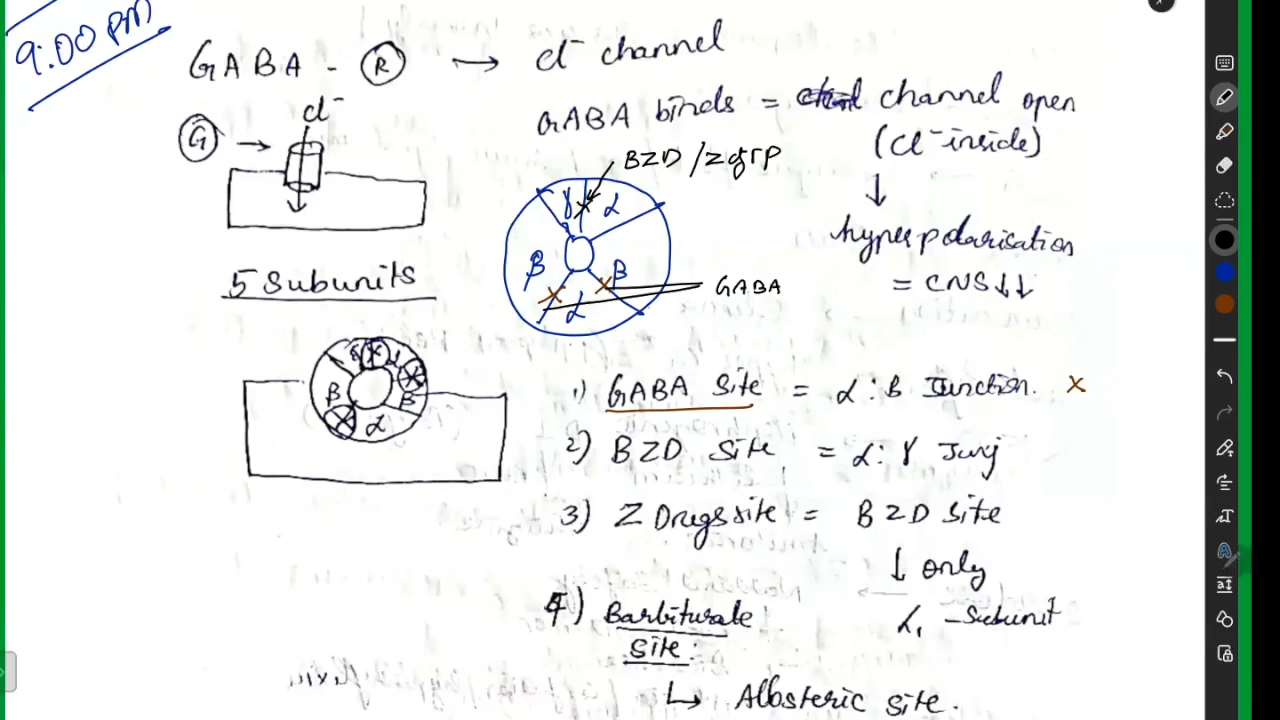 9:00 PM
GABA - R → Cl⁻ channel
GABA binds = channel open
(Cl⁻ inside)
↓
hyperpolarisation
= CNS↓↓
G → Cl⁻
BZD / Z grp
γ α
β β
α
GABA
5 Subunits
β β
α
1) GABA Site = α : β Junction. x
2) BZD Site = α : γ Junj
3) Z Drugs site = BZD site
↓ only
α₁ - Subunit
4) Barbiturate
site:
↳ Allosteric site.